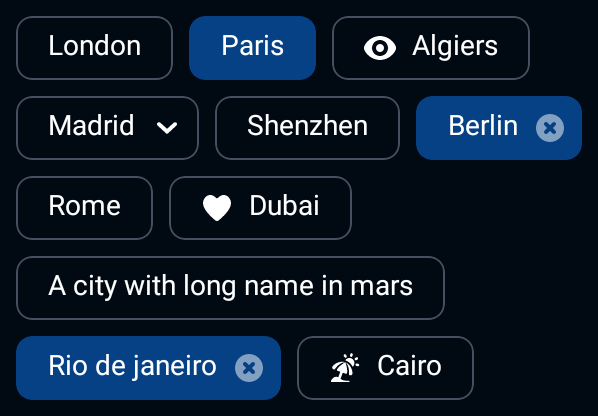 London Paris Algiers
Madrid Shenzhen Berlin
Rome Dubai
A city with long name in mars
Rio de janeiro Cairo